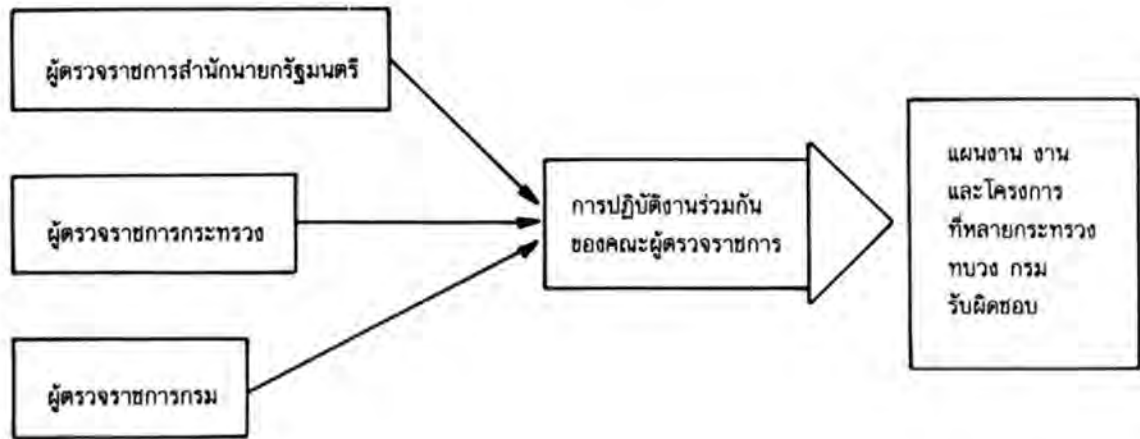 ผู้ตรวจราชการสำนักนายกรัฐมนตรี
ผู้ตรวจราชการกระทรวง
ผู้ตรวจราชการกรม
การปฏิบัติงานร่วมกัน
ของคณะผู้ตรวจราชการ
แผนงาน งาน
และโครงการ
ที่หลายกระทรวง
ทบวง กรม
รับผิดชอบ